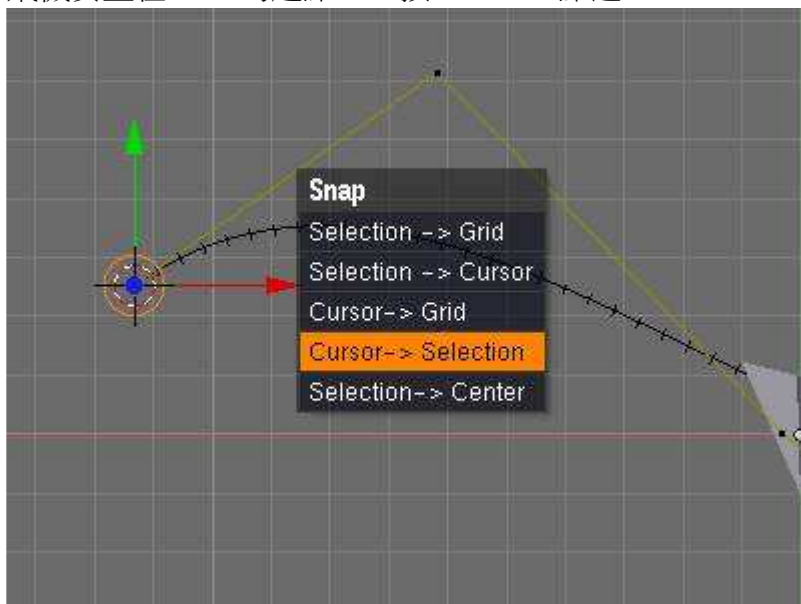 Snap
Selection -> Grid
Selection -> Cursor
Cursor-> Grid
Cursor-> Selection
Selection-> Center